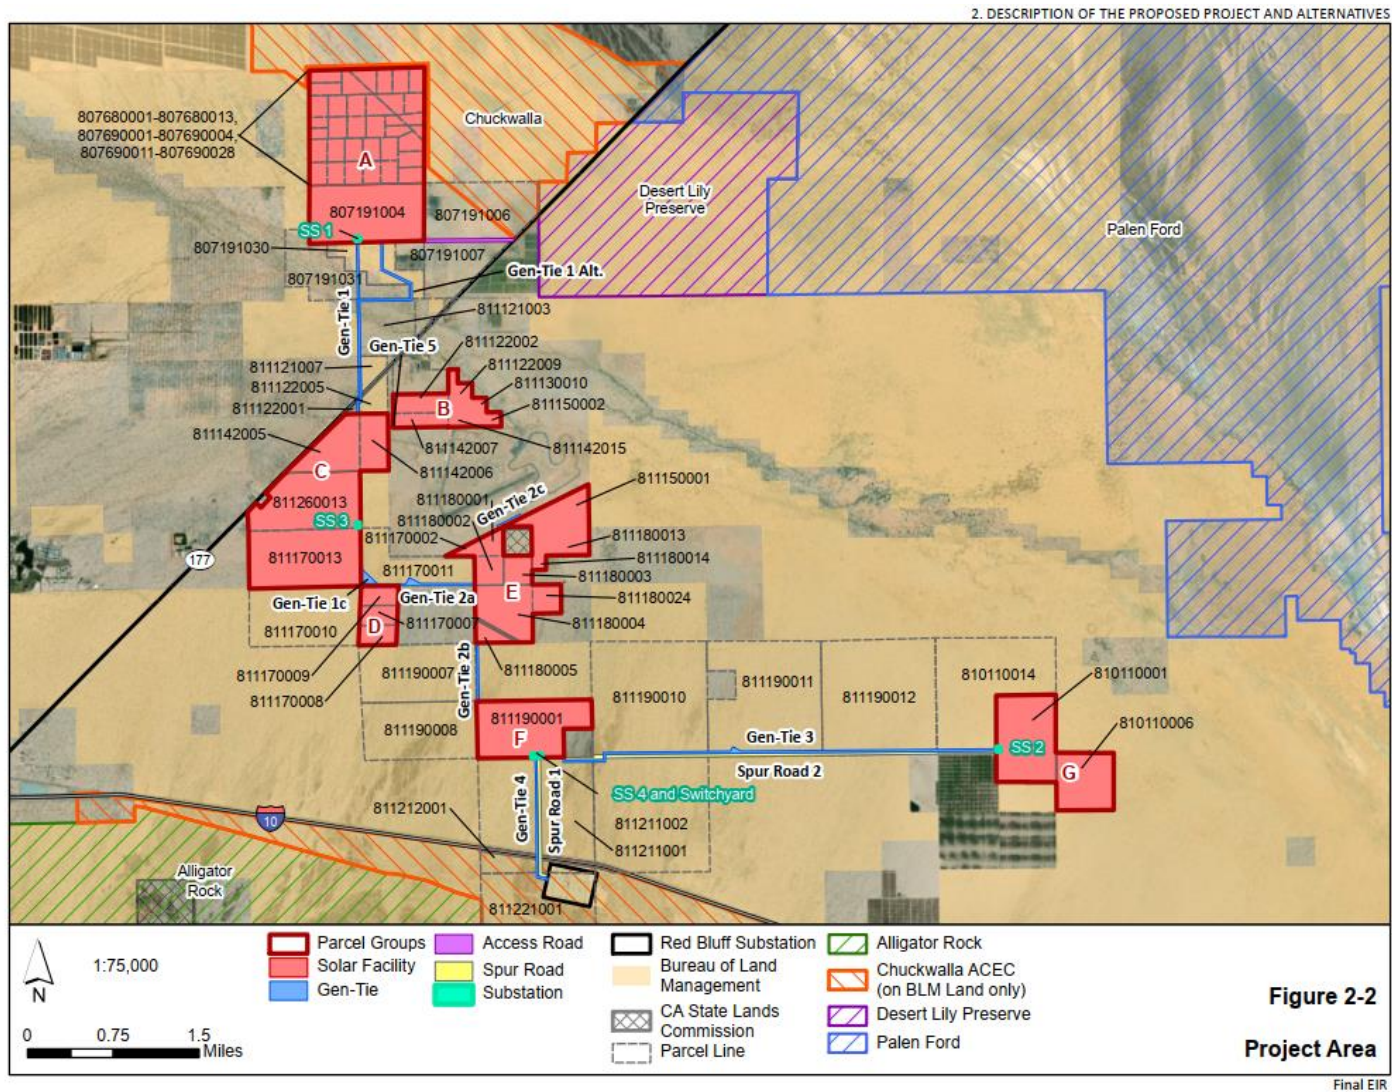 2. DESCRIPTION OF THE PROPOSED PROJECT AND ALTERNATIVES
807680001-807680013,
807690001-807690004,
807690011-807690028
Chuckwalla
A
Desert Lily
Preserve
Palen Ford
807191004
807191006
SS 1
807191030
807191007
807191031
Gen-Tie 1 Alt.
Gen-Tie 1
811121003
Gen-Tie 5
811122002
811121007
811122009
811122005
811130010
811122001
811150002
B
811142005
811142007
811142015
C
811142006
811150001
811260013
811180001
Gen-Tie 2c
SS 3
811180002
811170002
811180013
177
811170013
811180014
811170011
811180003
E
Gen-Tie 1c
Gen-Tie 2a
811180024
811170010
D
811170007
811180004
811170009
811190007
Gen-Tie 2b
811180005
811170008
811190010
811190011
811190012
810110014
810110001
811190008
811190001
F
810110006
Gen-Tie 3
SS 2
Spur Road 2
G
Gen-Tie 4
Spur Road 1
SS 4 and Switchyard
811212001
811211002
10
811211001
Alligator
Rock
811221001
N
1:75,000
0 0.75 1.5
Miles
Parcel Groups
Solar Facility
Gen-Tie
Access Road
Spur Road
Substation
Red Bluff Substation
Bureau of Land
Management
CA State Lands
Commission
Parcel Line
Alligator Rock
Chuckwalla ACEC
(on BLM Land only)
Desert Lily Preserve
Palen Ford
Figure 2-2
Project Area
Final EIR